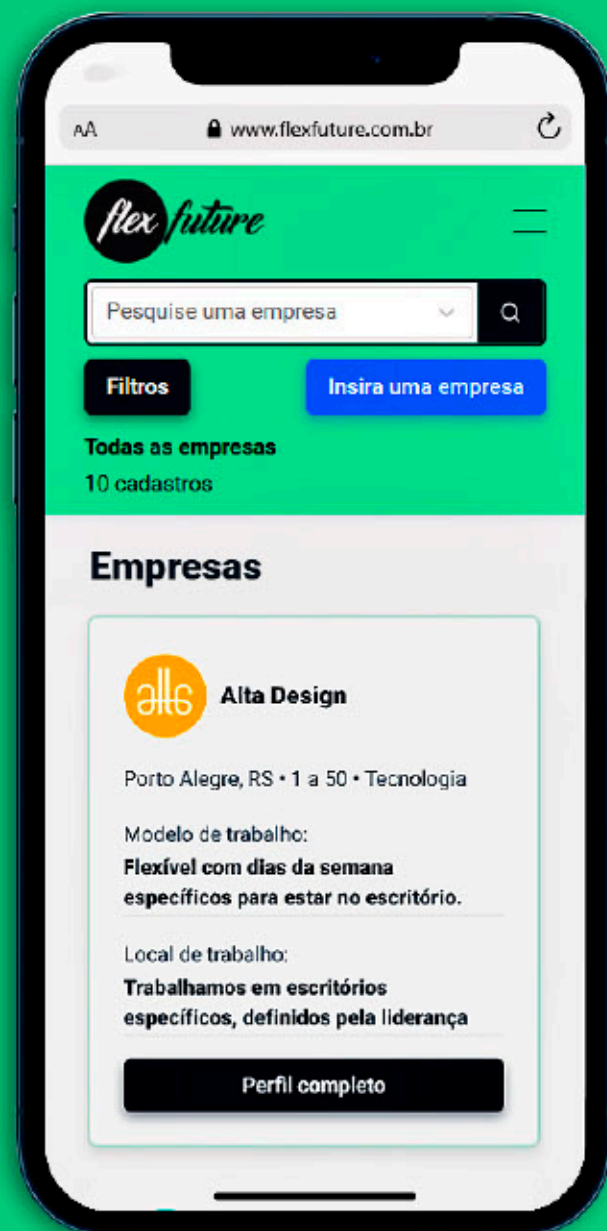 AA
www.flexfuture.com.br
flex future
Pesquise uma empresa
Filtros
Insira uma empresa
Todas as empresas
10 cadastros
Empresas
alta
Alta Design
Porto Alegre, RS • 1 a 50 • Tecnologia
Modelo de trabalho:
Flexível com dias da semana
específicos para estar no escritório.
Local de trabalho:
Trabalhamos em escritórios
específicos, definidos pela liderança
Perfil completo